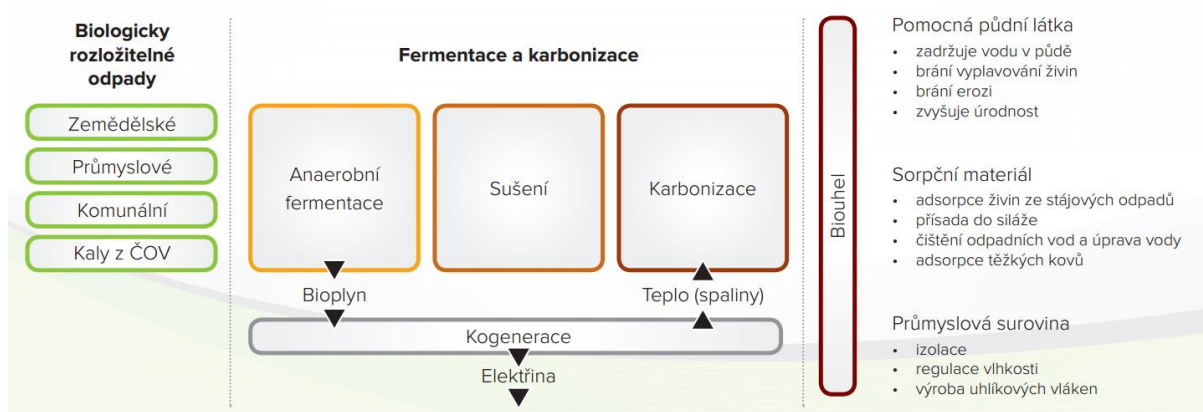 Biologicky
rozložitelné
odpady
Zemědělské
Průmyslové
Komunální
Kaly z ČOV
Fermentace a karbonizace
Anaerobní
fermentace
Sušení
Karbonizace
Bioplyn
Teplo (spaliny)
Kogenerace
Elektřina
Biouhel
Pomocná půdní látka
• zadržuje vodu v půdě
• brání vyplavování živin
• brání erozi
• zvyšuje úrodnost
Sorpční materiál
• adsorpce živin ze stájových odpadů
• přísada do siláže
• čištění odpadních vod a úprava vody
• adsorpce těžkých kovů
Průmyslová surovina
• izolace
• regulace vlhkosti
• výroba uhlíkových vláken